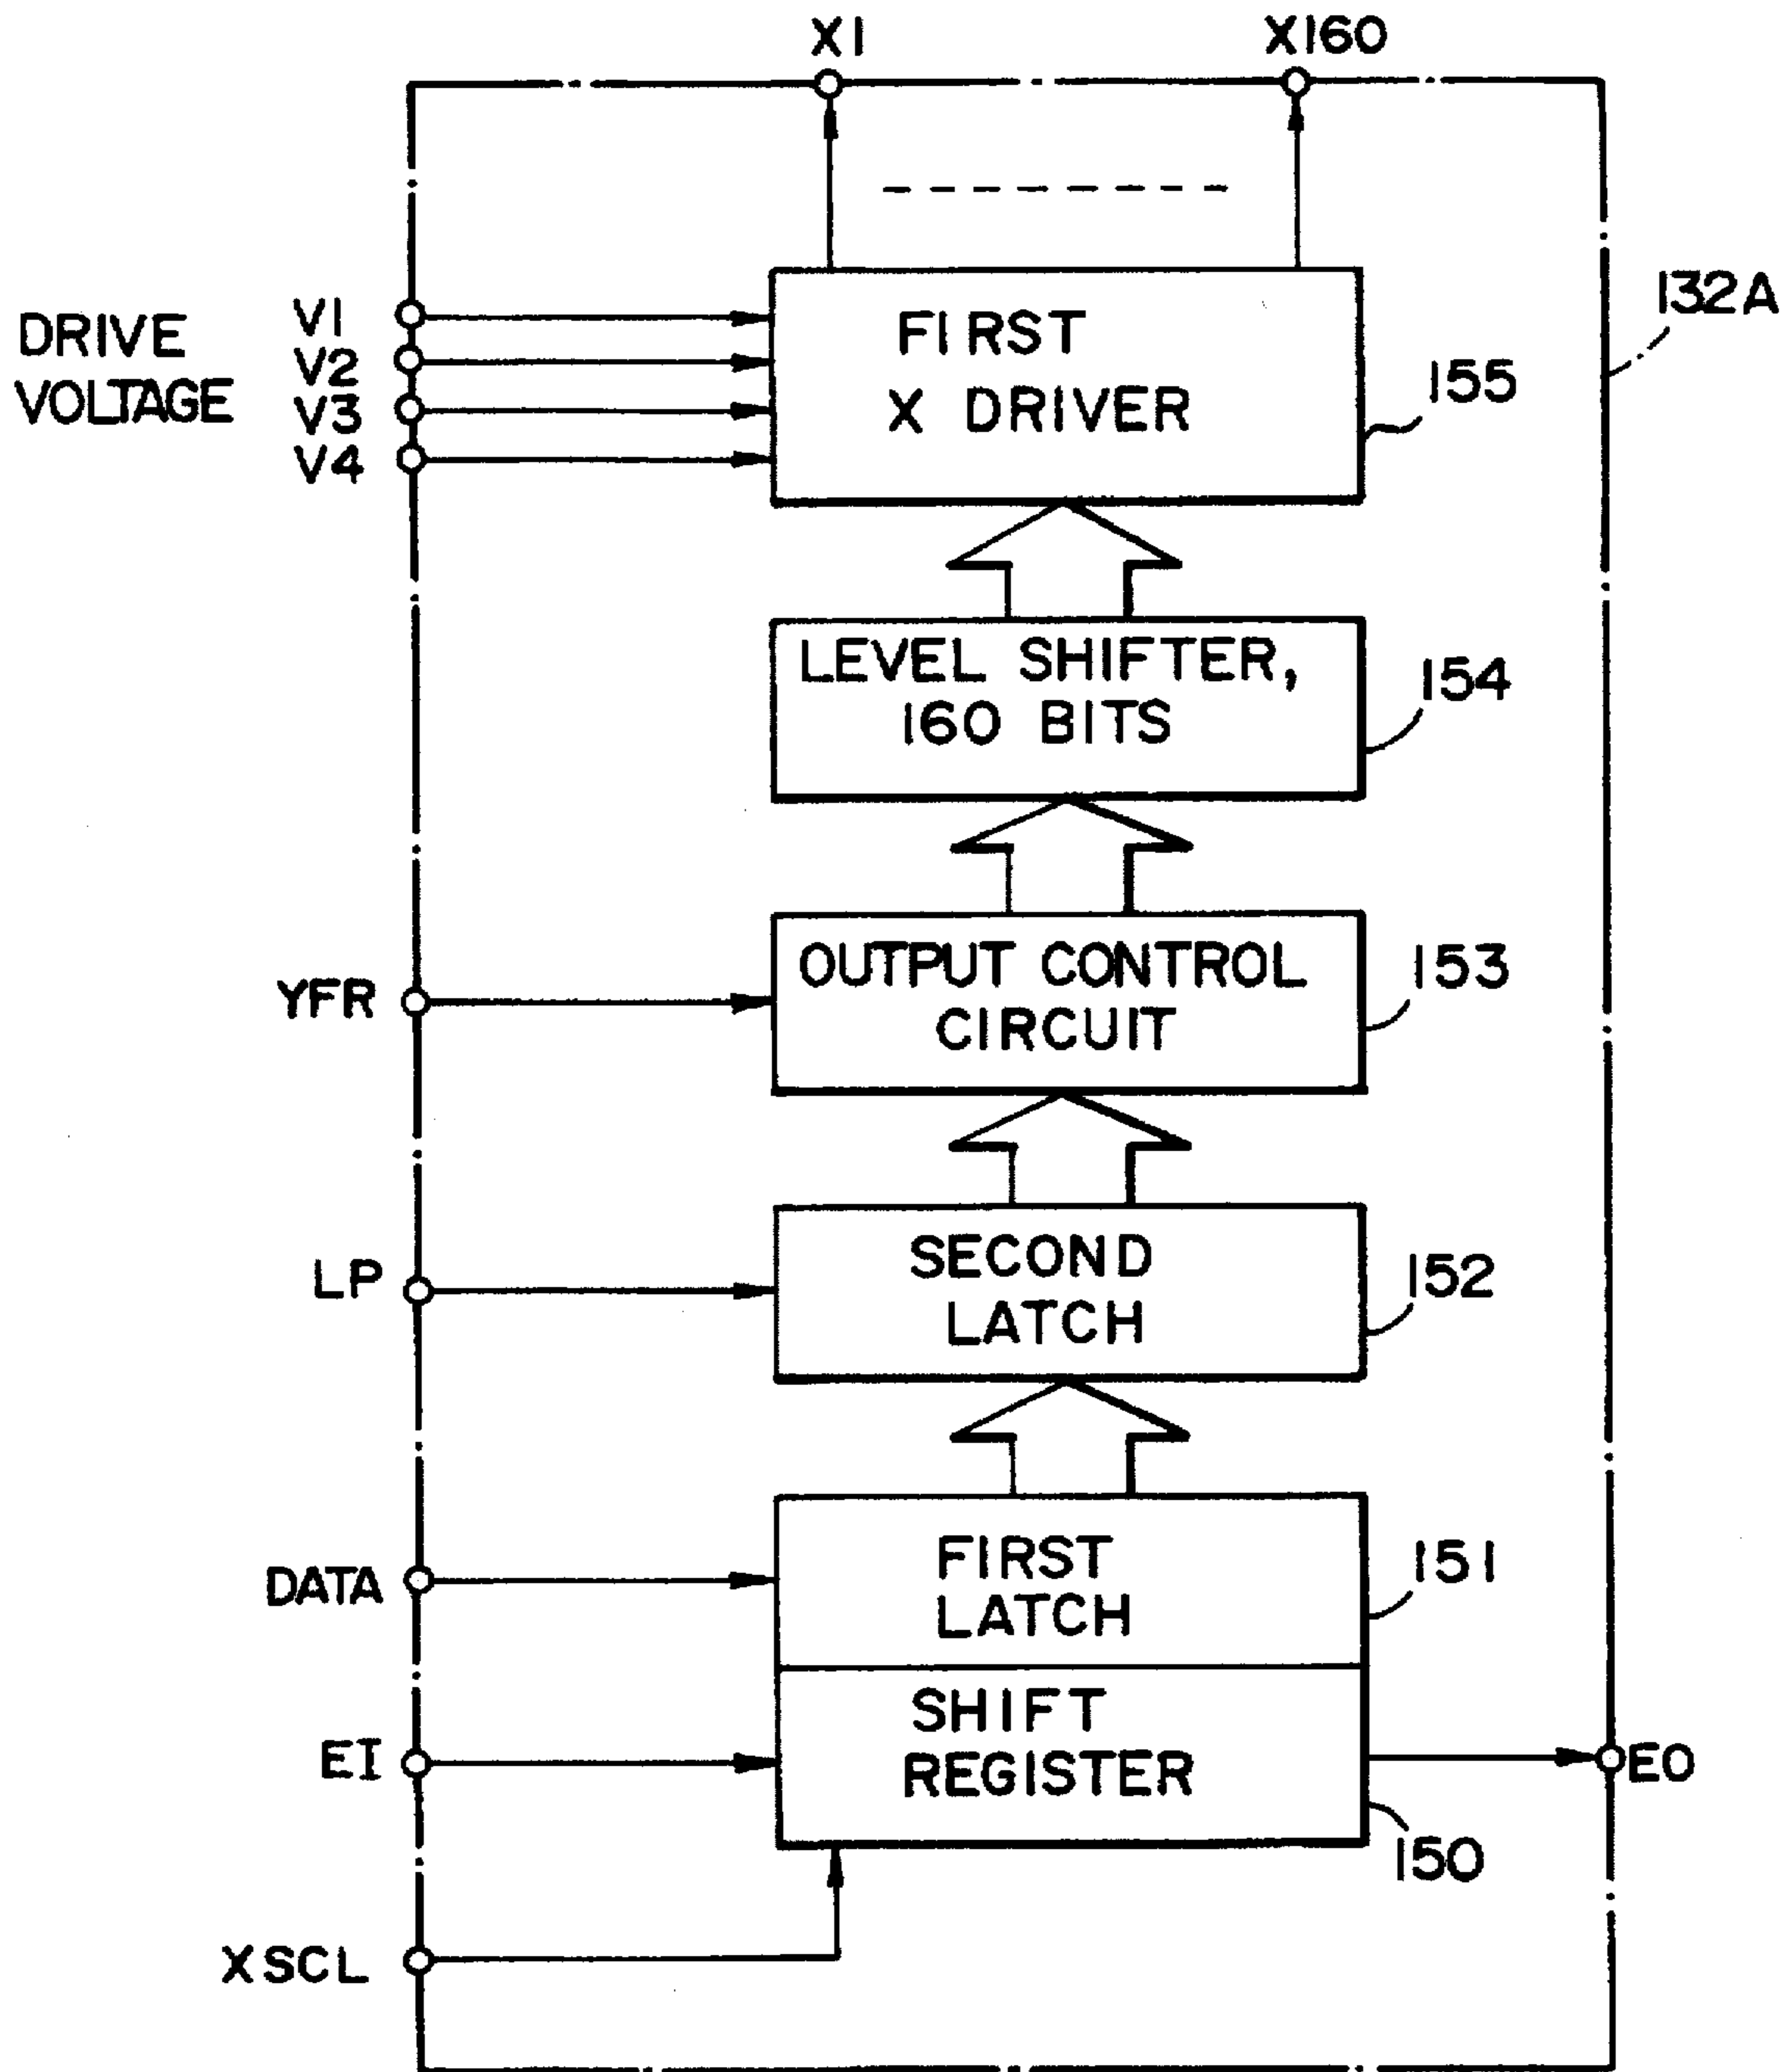 X1 X160
132A
DRIVE
VOLTAGE
V1
V2
V3
V4
FIRST
X DRIVER
155
LEVEL SHIFTER,
160 BITS
154
YFR
OUTPUT CONTROL
CIRCUIT
153
LP
SECOND
LATCH
152
DATA
FIRST
LATCH
151
EI
SHIFT
REGISTER
EO
150
XSCL